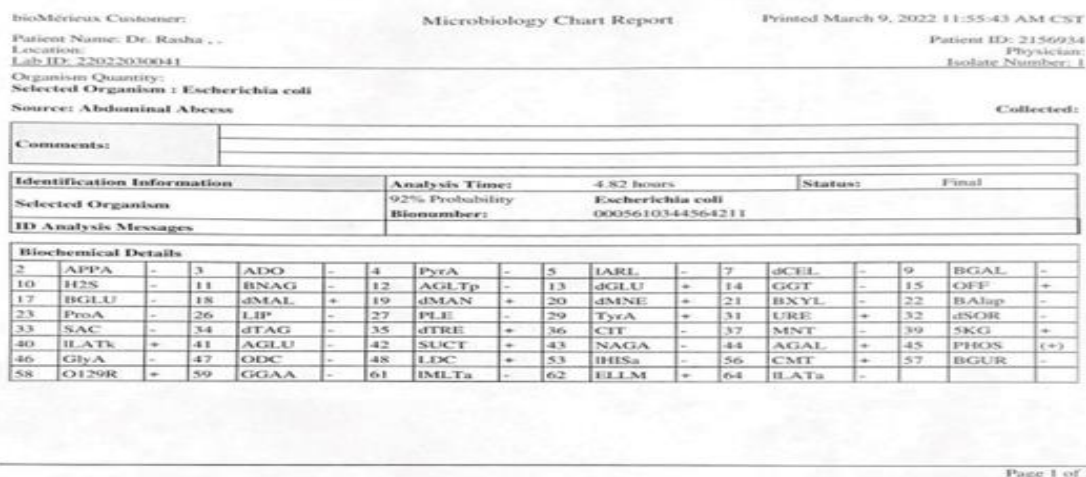 bioMérieux Customer: Microbiology Chart Report Printed March 9, 2022 11:55:43 AM CST
Patient Name: Dr. Rasha , , Patient ID: 2156934
Location: Physician:
Lab ID: 22022030041 Isolate Number: 1
Organism Quantity:
Selected Organism : Escherichia coli
Source: Abdominal Abcess Collected:
Comments:
Identification Information Analysis Time: 4.82 hours Status: Final
Selected Organism 92% Probability Escherichia coli
Bionumber: 0005610344564211
ID Analysis Messages
Biochemical Details
2 APPA - 3 ADO - 4 PyrA - 5 IARL - 7 dCEL - 9 BGAL -
10 H2S - 11 BNAG - 12 AGLTp - 13 dGLU + 14 GGT - 15 OFF +
17 BGLU - 18 dMAL + 19 dMAN + 20 dMNE + 21 BXYL - 22 BAlap -
23 ProA - 26 LIP - 27 PLE - 29 TyrA + 31 URE + 32 dSOR -
33 SAC - 34 dTAG - 35 dTRE + 36 CIT - 37 MNT - 39 5KG +
40 ILATk + 41 AGLU - 42 SUCT + 43 NAGA - 44 AGAL + 45 PHOS (+)
46 GlyA - 47 ODC - 48 LDC + 53 IHISa - 56 CMT + 57 BGUR -
58 O129R + 59 GGAA - 61 IMLTa - 62 ELLM + 64 ILATa -
Page 1 of